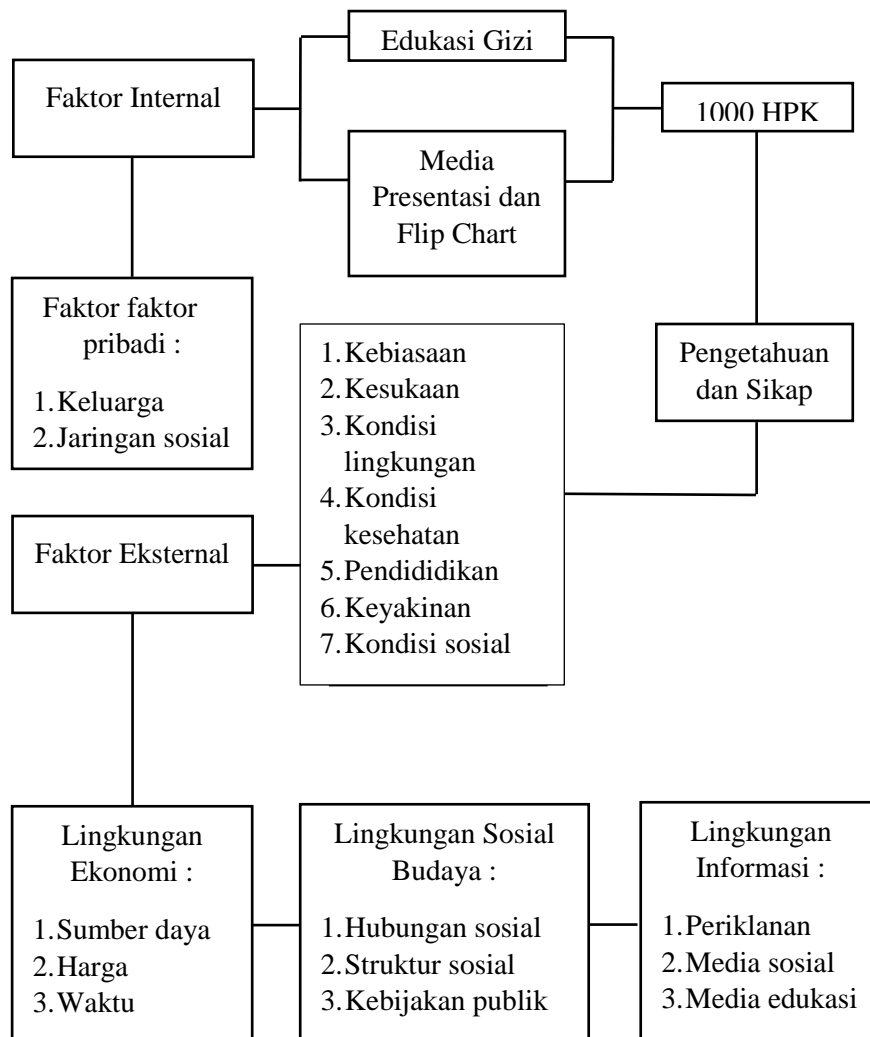 Edukasi Gizi
Faktor Internal
1000 HPK
Media
Presentasi dan
Flip Chart
Faktor faktor
pribadi :
1. Keluarga
2. Jaringan sosial
1. Kebiasaan
2. Kesukaan
3. Kondisi
lingkungan
4. Kondisi
kesehatan
5. Pendididikan
6. Keyakinan
7. Kondisi sosial
Pengetahuan
dan Sikap
Faktor Eksternal
Lingkungan
Ekonomi :
1. Sumber daya
2. Harga
3. Waktu
Lingkungan Sosial
Budaya :
1. Hubungan sosial
2. Struktur sosial
3. Kebijakan publik
Lingkungan
Informasi :
1. Periklanan
2. Media sosial
3. Media edukasi